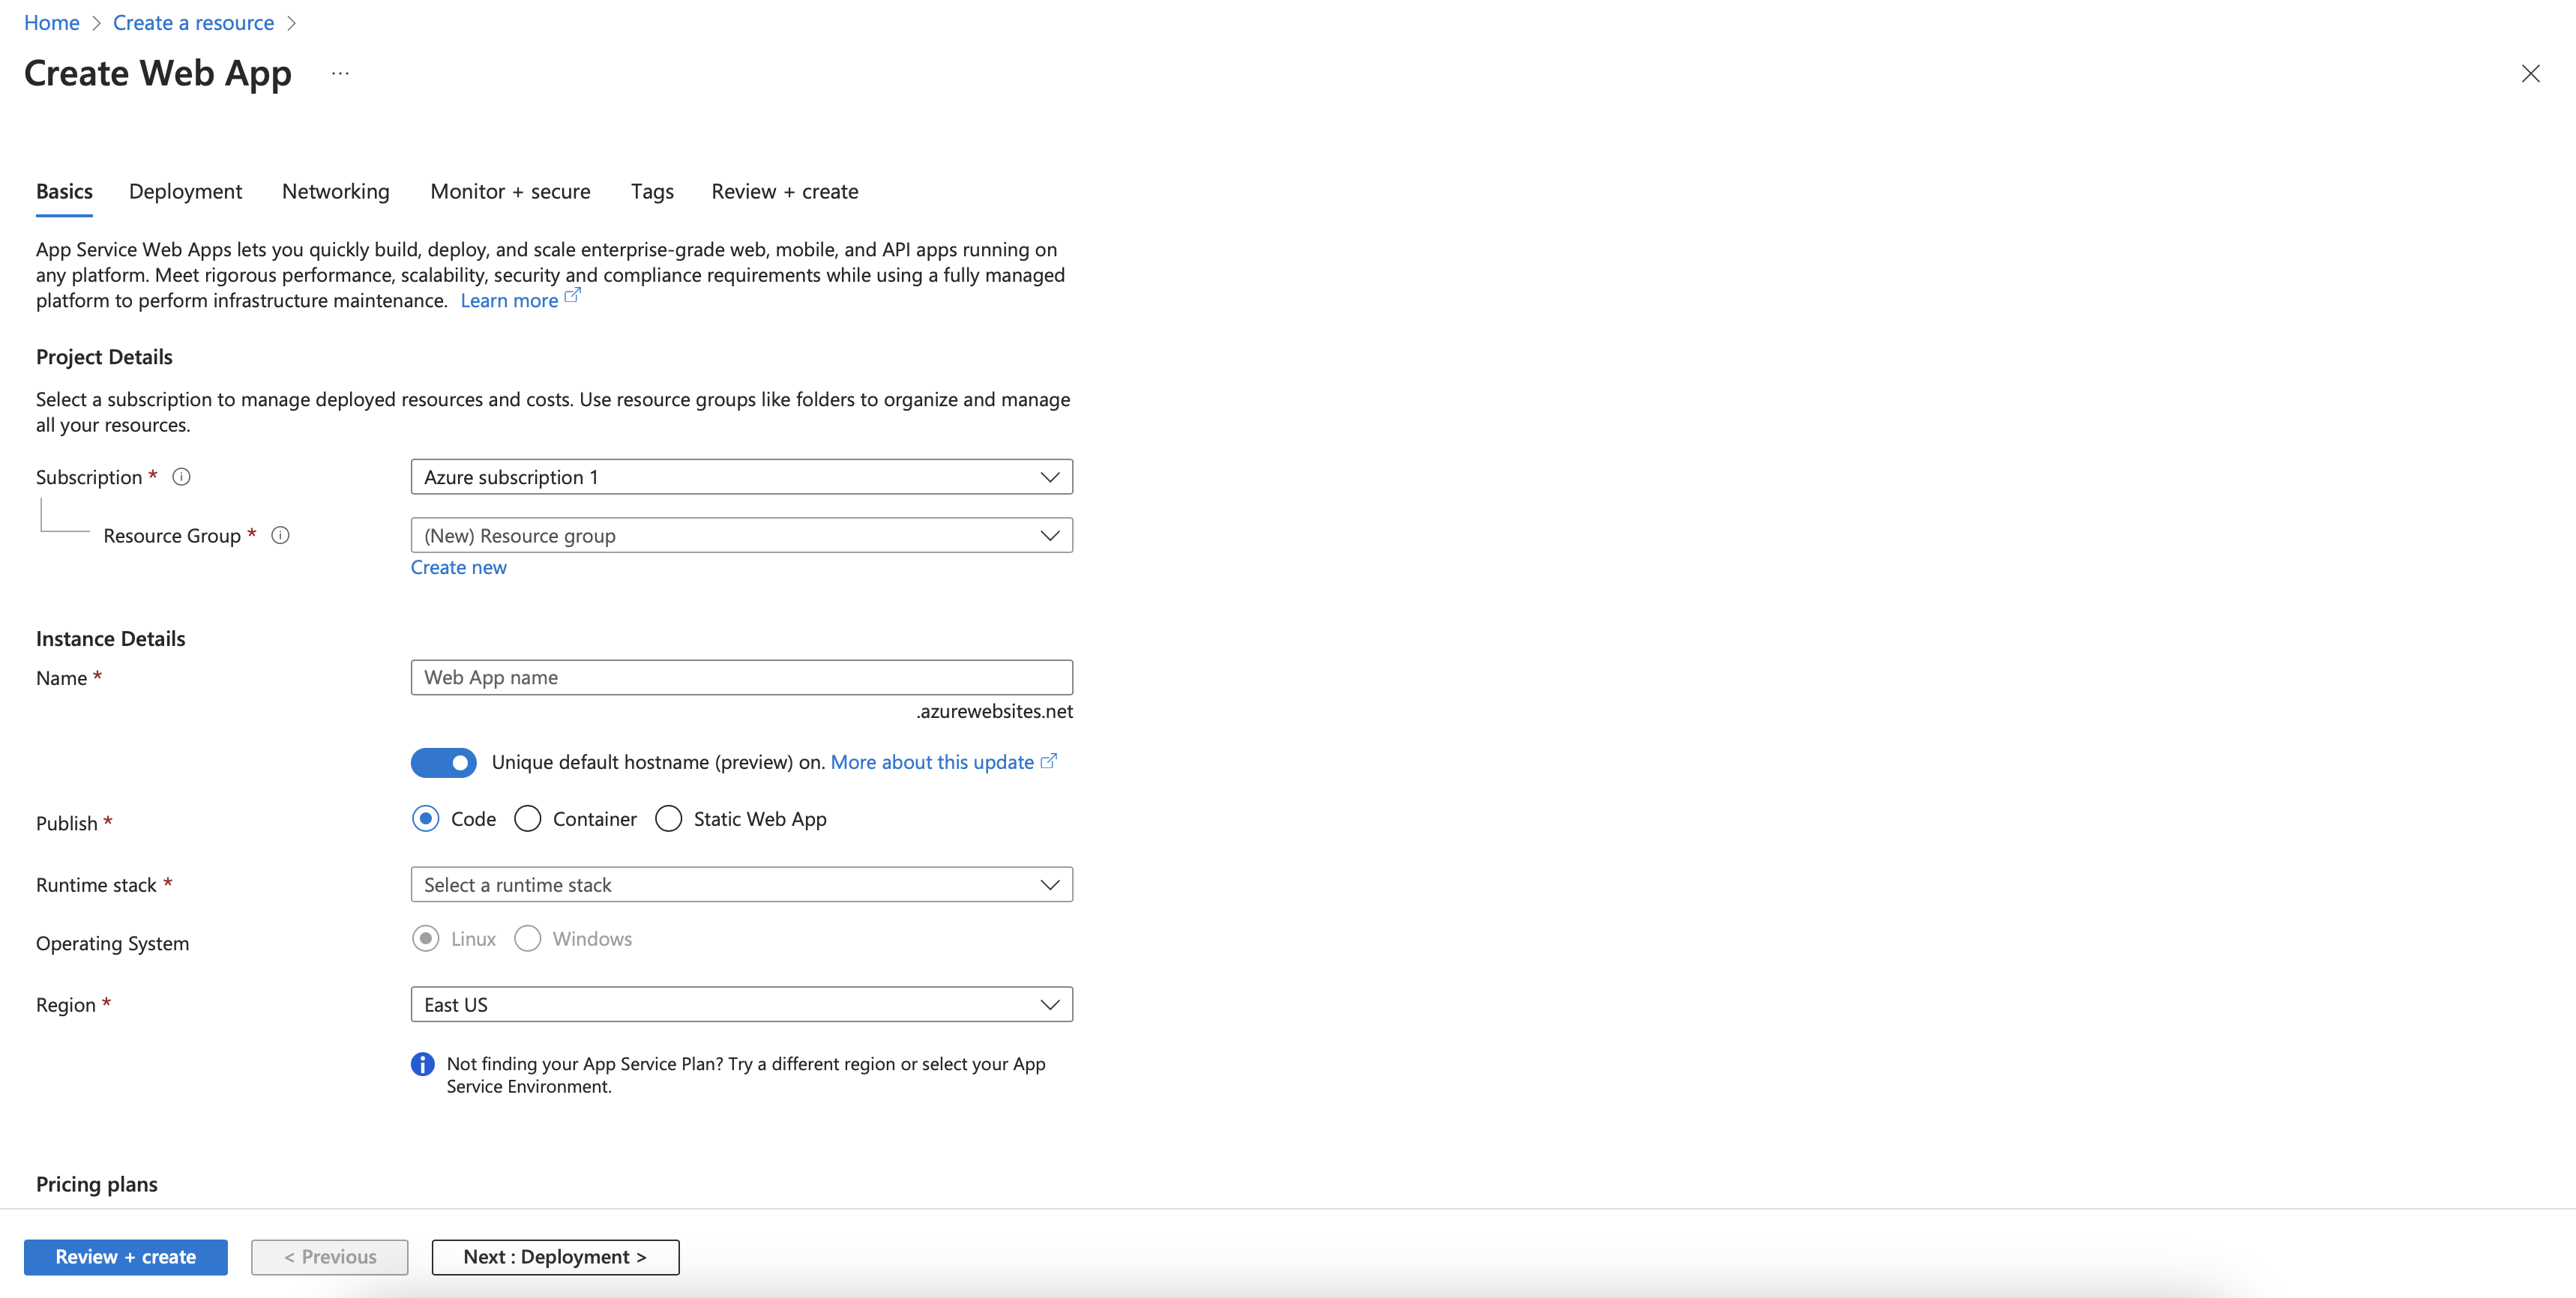 Home > Create a resource >
Create Web App ...
Basics Deployment Networking Monitor + secure Tags Review + create
App Service Web Apps lets you quickly build, deploy, and scale enterprise-grade web, mobile, and API apps running on
any platform. Meet rigorous performance, scalability, security and compliance requirements while using a fully managed
platform to perform infrastructure maintenance. Learn more
Project Details
Select a subscription to manage deployed resources and costs. Use resource groups like folders to organize and manage
all your resources.
Subscription * Azure subscription 1
Resource Group * (New) Resource group
Create new
Instance Details
Name * Web App name
.azurewebsites.net
Unique default hostname (preview) on. More about this update
Publish * Code Container Static Web App
Runtime stack * Select a runtime stack
Operating System Linux Windows
Region * East US
Not finding your App Service Plan? Try a different region or select your App
Service Environment.
Pricing plans
Review + create < Previous Next : Deployment >